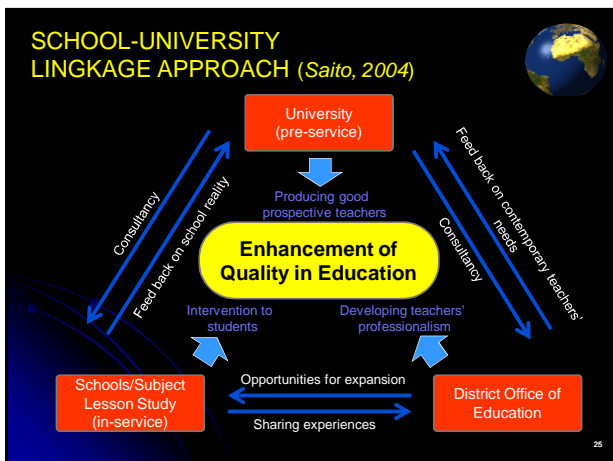 SCHOOL-UNIVERSITY
LINGKAGE APPROACH (Saito, 2004)
University
(pre-service)
Consultancy
Feed back on school reality
Producing good
prospective teachers
Consultancy
Feed back on contemporary teachers'
needs
Enhancement of
Quality in Education
Intervention to
students
Developing teachers'
professionalism
Schools/Subject
Lesson Study
(in-service)
Opportunities for expansion
Sharing experiences
District Office of
Education
25